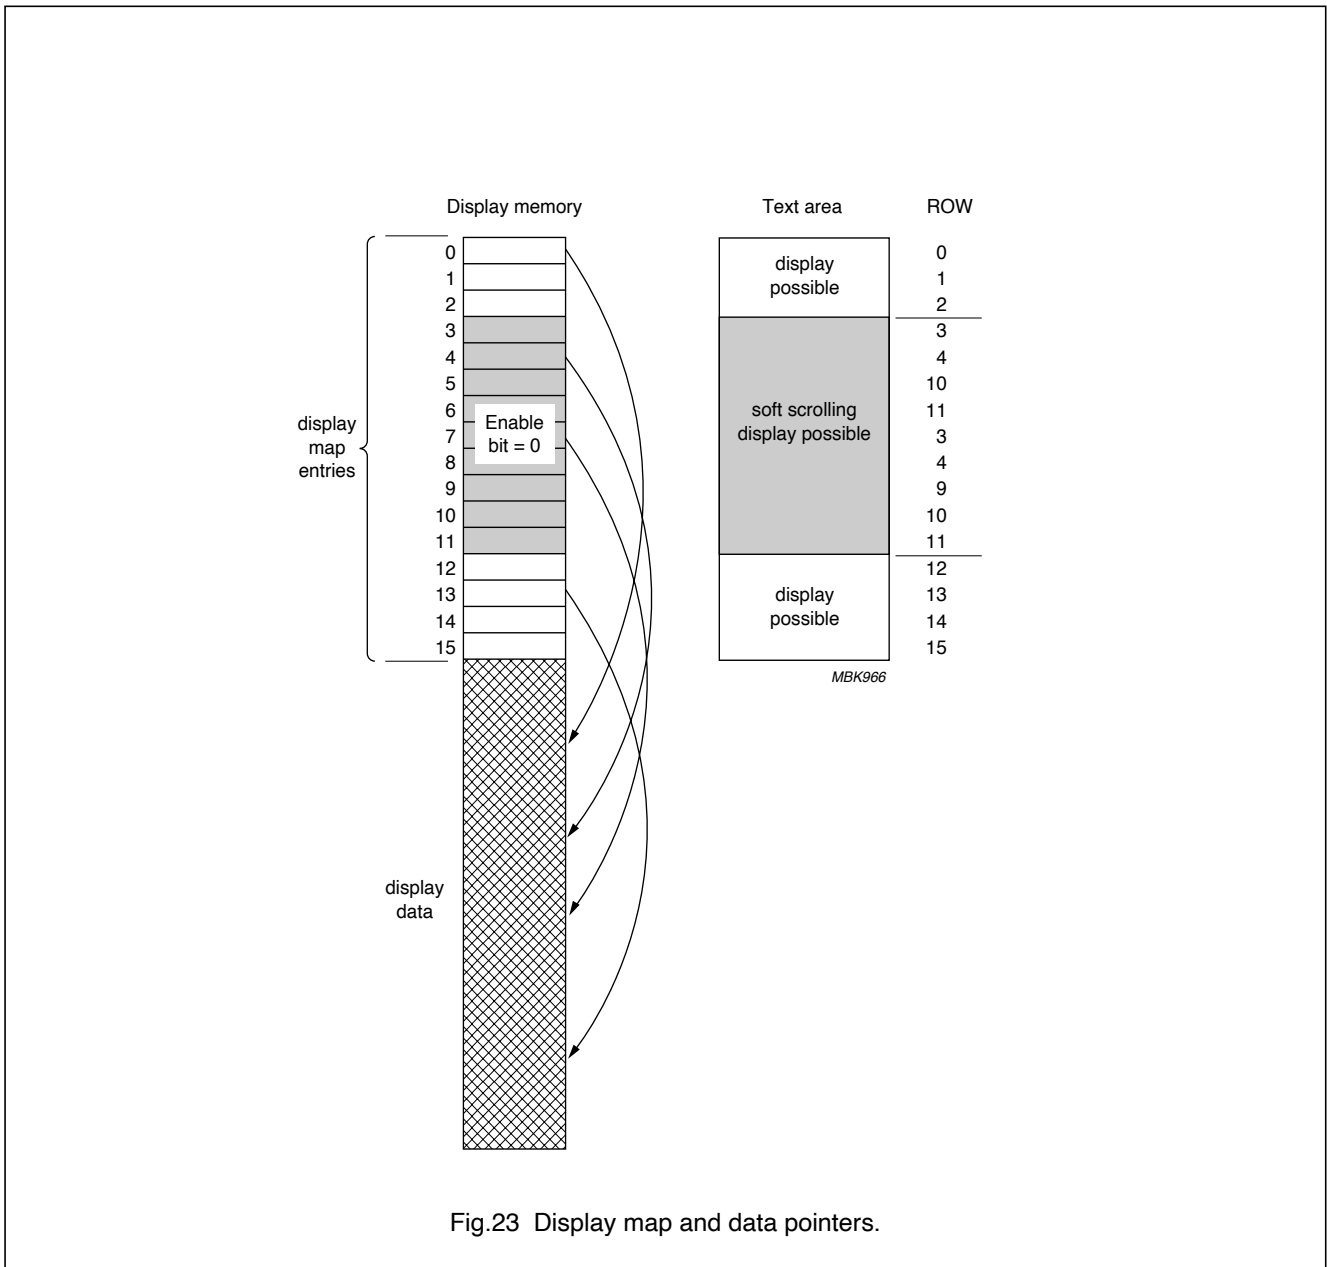 Display memory
Text area
ROW
0
1
2
3
4
5
6
7
8
9
10
11
12
13
14
15
display
map
entries
Enable
bit = 0
display
data
display
possible
soft scrolling
display possible
display
possible
0
1
2
3
4
10
11
3
4
9
10
11
12
13
14
15
MBK966
Fig.23 Display map and data pointers.